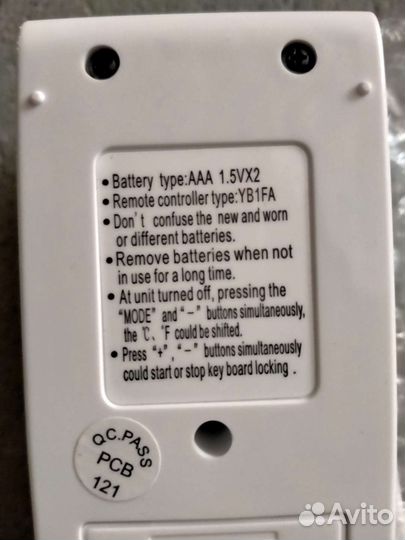 • Battery type:AAA 1.5VX2
• Remote controller type:YB1FA
• Don't confuse the new and worn
or different batteries.
• Remove batteries when not
in use for a long time.
• At unit turned off, pressing the
"MODE" and "−" buttons simultaneously,
the ℃、℉ could be shifted.
• Press "+" , "−" buttons simultaneously
could start or stop key board locking .
QC.PASS
PCB
121
Avito